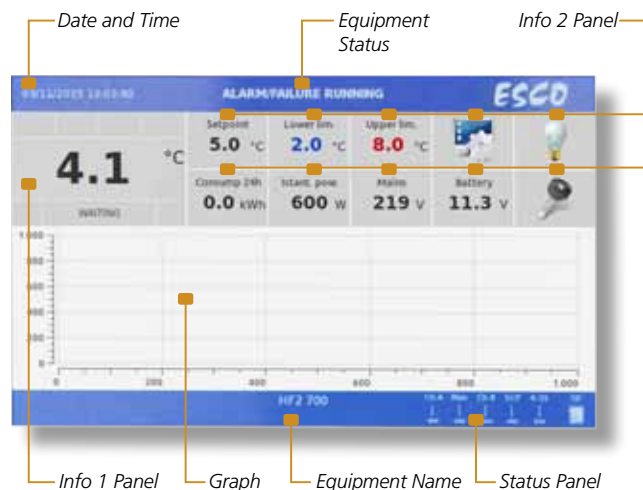 Date and Time
Equipment
Status
Info 2 Panel
ALARM/FAILURE RUNNING
ESCO
Setpoint
Lower lim.
Upper lim.
5.0 °C
2.0 °C
8.0 °C
4.1 °C
Consump 24h
Istant. pow.
Mains
Battery
0.0 kWh
600 W
219 V
11.3 V
WAITING
1.000
800
600
400
200
0
0 200 400 600 800 1.000
HF2 700
Info 1 Panel
Graph
Equipment Name
Status Panel